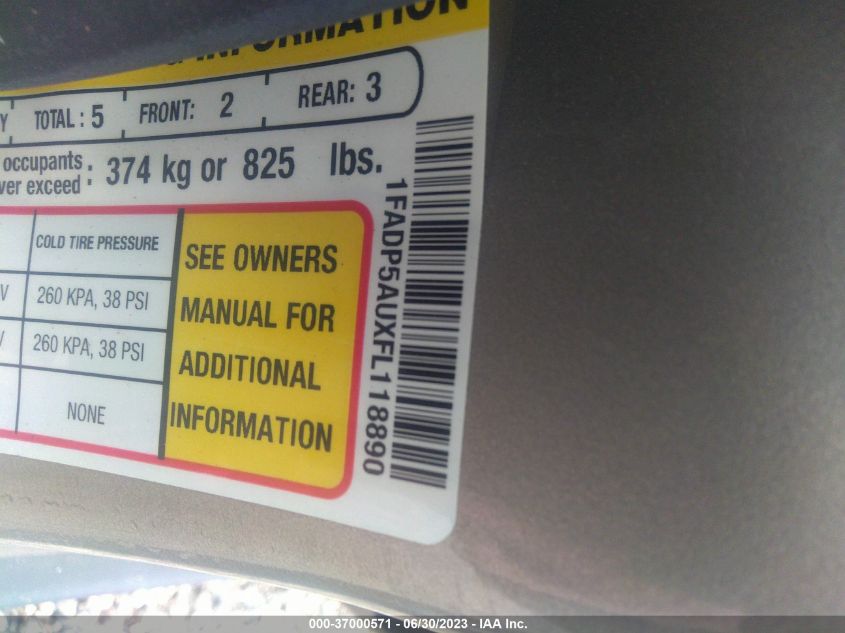 & INFORMATION
TOTAL : 5 FRONT: 2 REAR: 3
occupants
ver exceed : 374 kg or 825 lbs.
COLD TIRE PRESSURE
260 KPA, 38 PSI
260 KPA, 38 PSI
NONE
SEE OWNERS
MANUAL FOR
ADDITIONAL
INFORMATION
1FADP5AUXFL118890
000-37000571 - 06/30/2023 - IAA Inc.